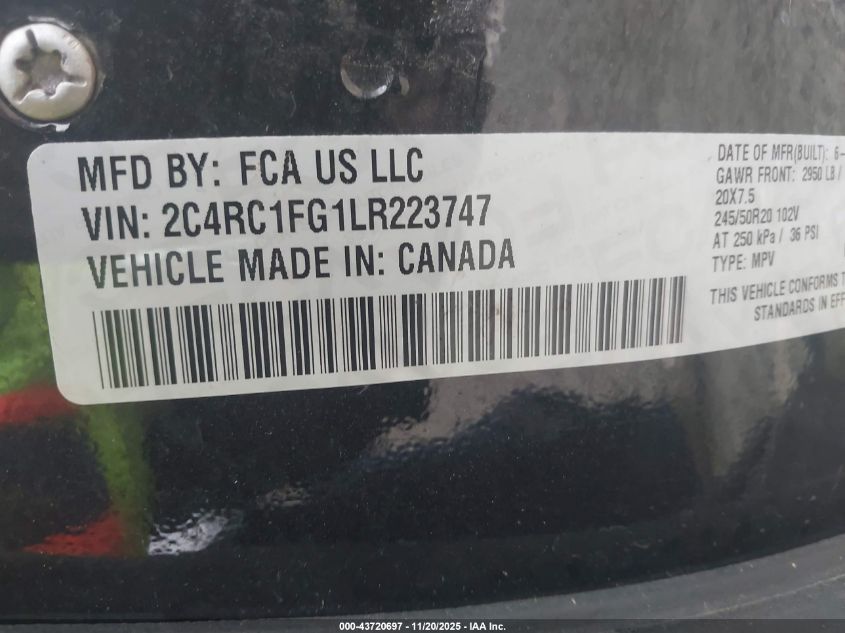 MFD BY: FCA US LLC
VIN: 2C4RC1FG1LR223747
VEHICLE MADE IN: CANADA
DATE OF MFR(BUILT): 6-
GAWR FRONT: 2950 LB /
20X7.5
245/50R20 102V
AT 250 kPa / 36 PSI
TYPE: MPV
THIS VEHICLE CONFORMS T
STANDARDS IN EFF
000-43720697 - 11/20/2025 - IAA Inc.